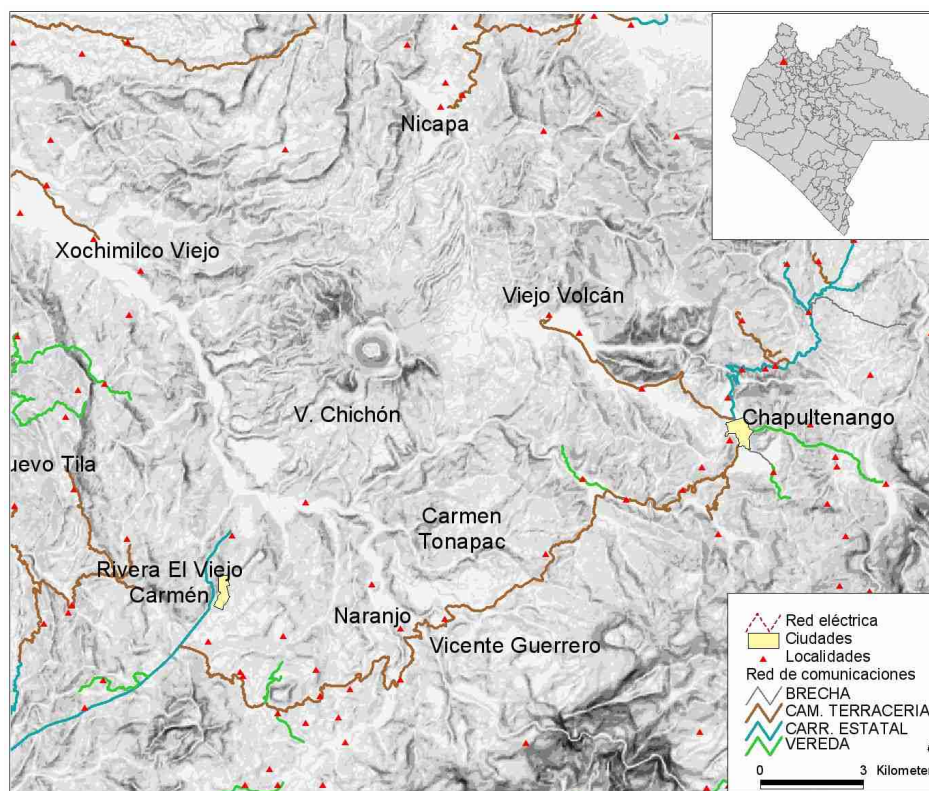 Nicapa
Xochimilco Viejo
Viejo Volcán
V. Chichón
Chapultenango
uevo Tila
Carmen
Tonapac
Rivera El Viejo
Carmén
Naranjo
Vicente Guerrero
Red eléctrica
Ciudades
Localidades
Red de comunicaciones
BRECHA
CAM. TERRACERIA
CARR. ESTATAL
VEREDA
0 3 Kilometer